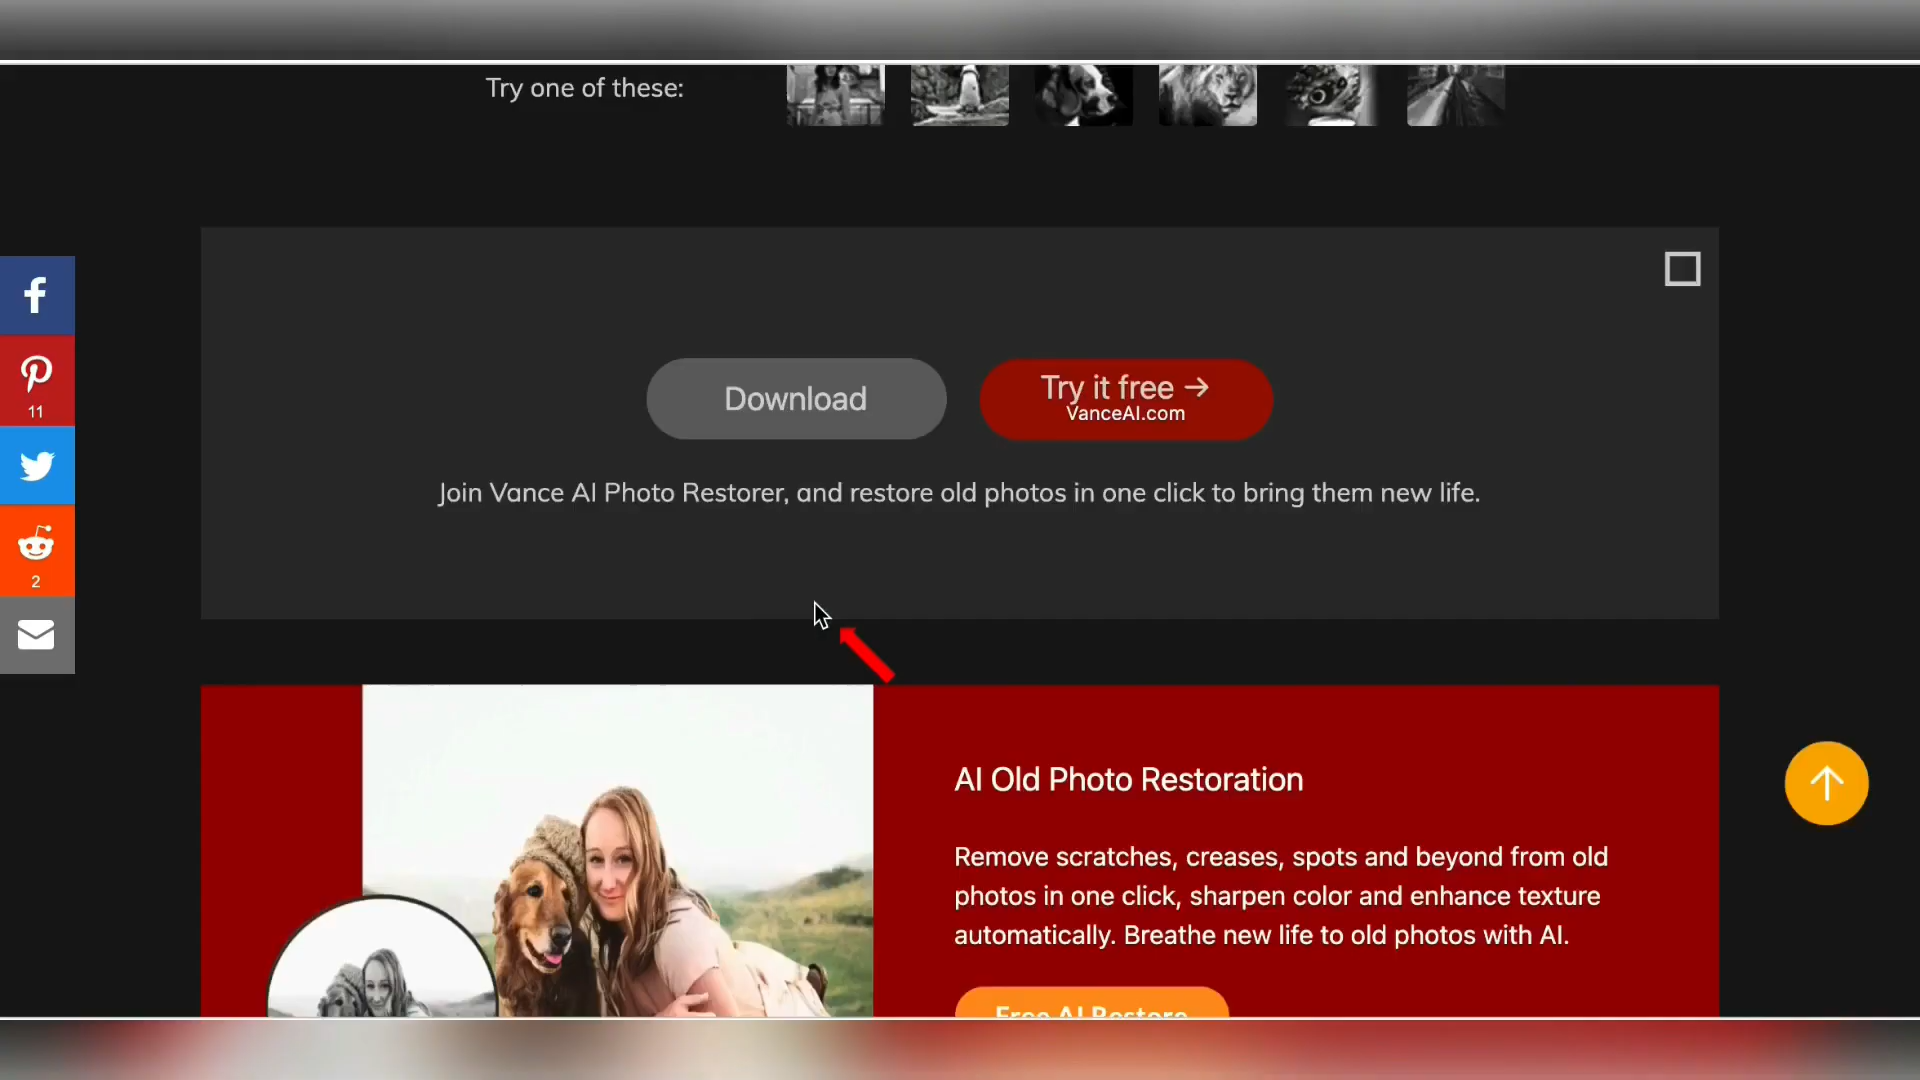 Try one of these:
Download
Try it free →
VanceAI.com
Join Vance AI Photo Restorer, and restore old photos in one click to bring them new life.
11
2
AI Old Photo Restoration
Remove scratches, creases, spots and beyond from old
photos in one click, sharpen color and enhance texture
automatically. Breathe new life to old photos with AI.
Free AI Restore